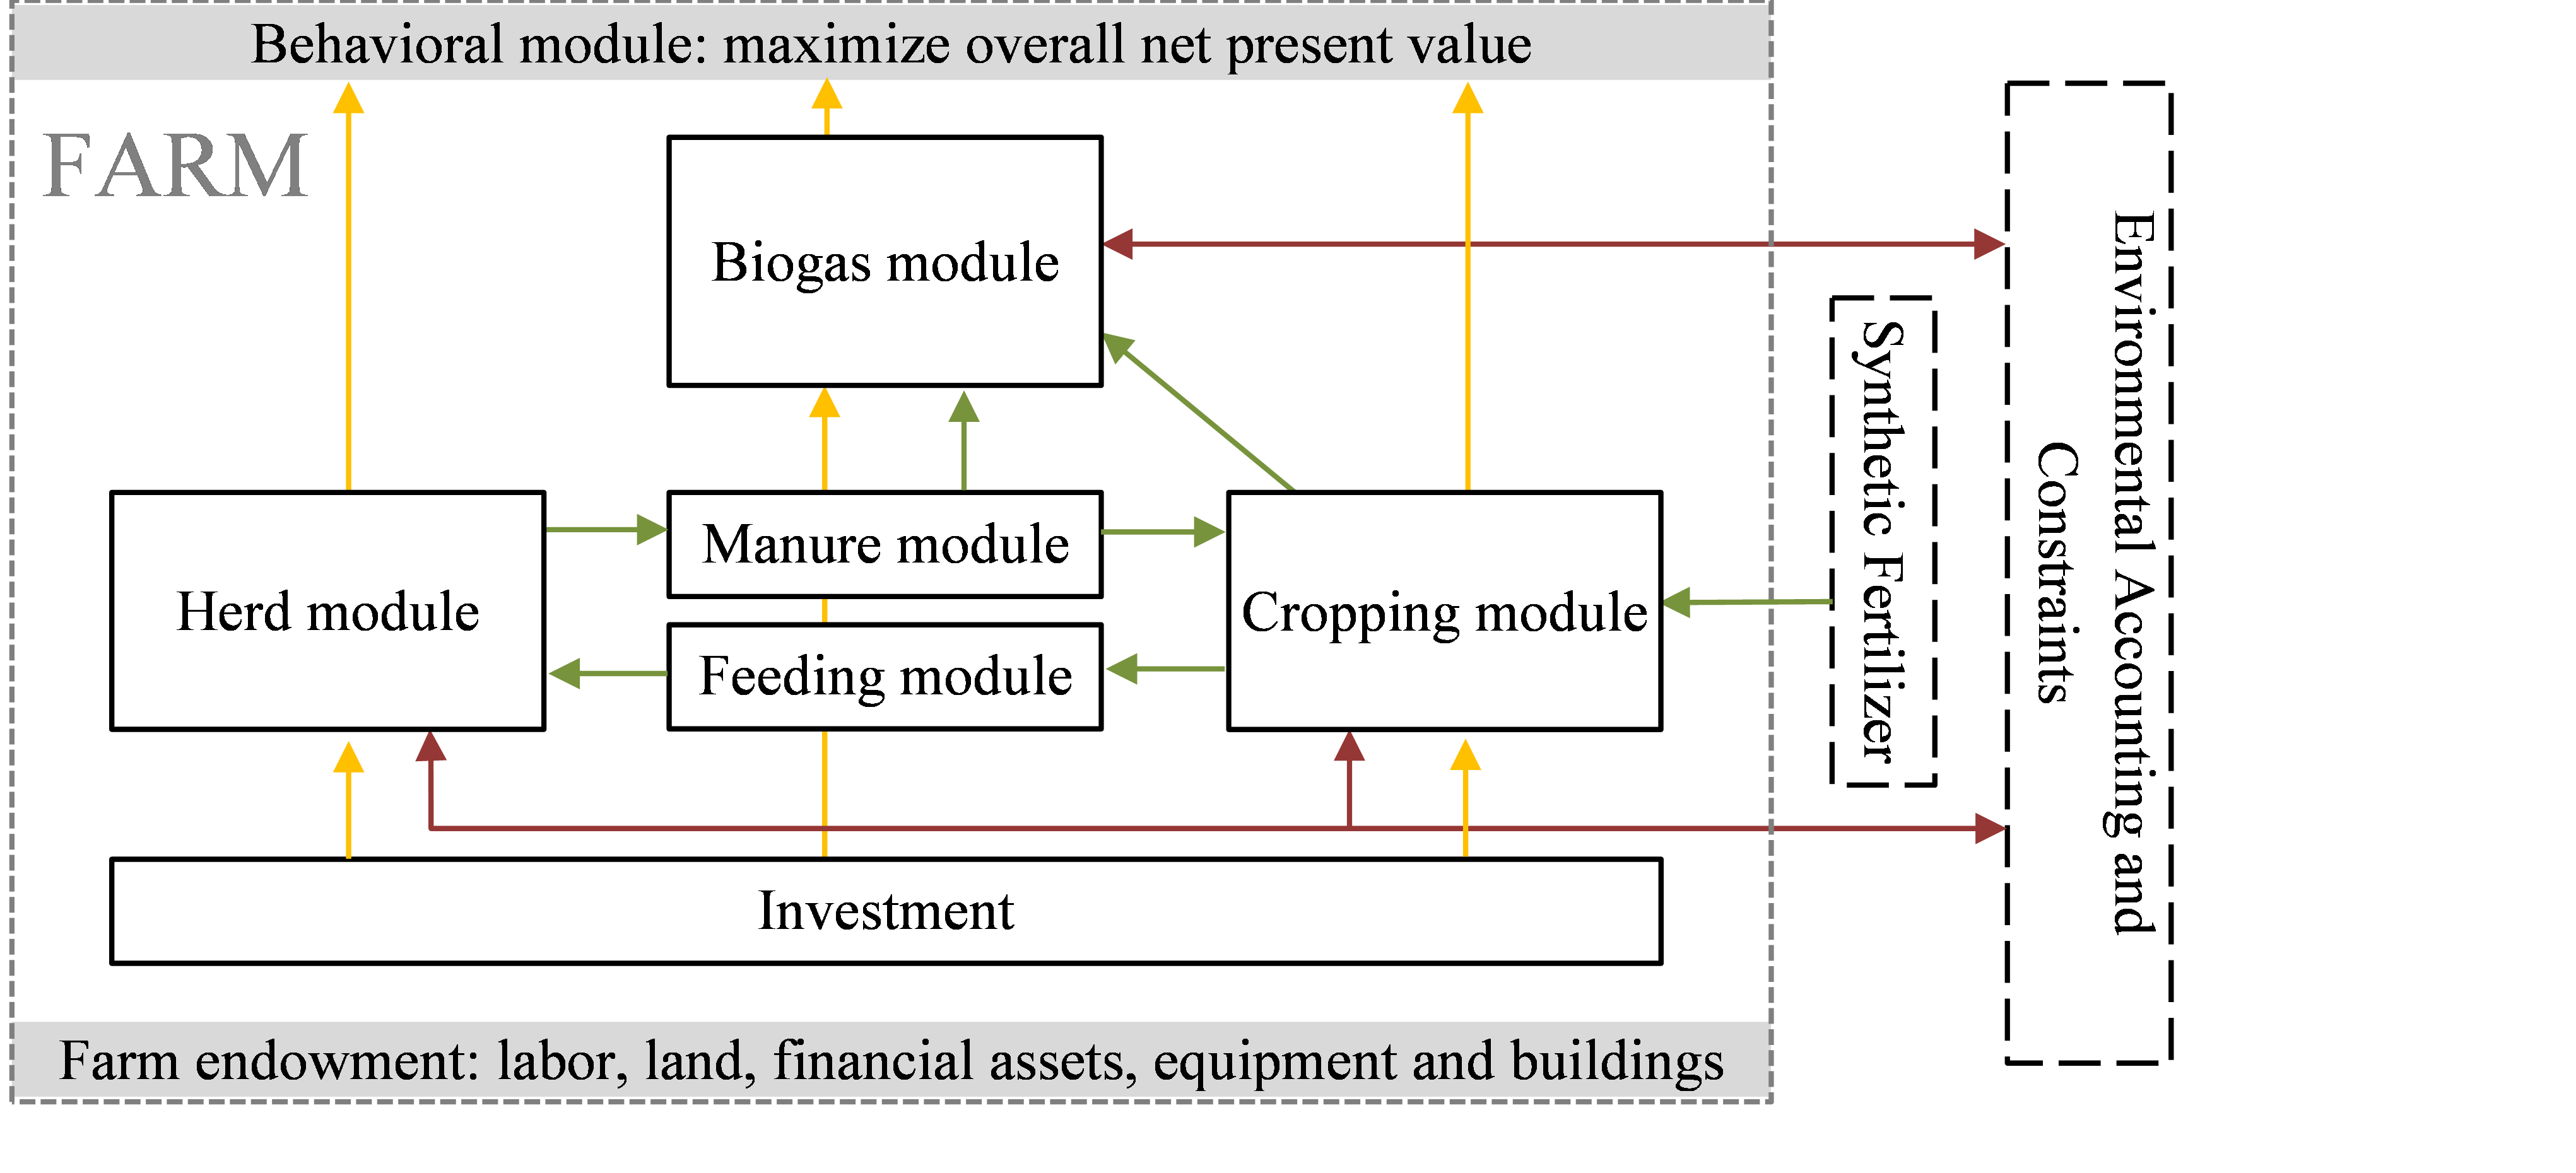 Behavioral module: maximize overall net present value
FARM
Biogas module
Manure module
Herd module
Feeding module
Cropping module
Synthetic Fertilizer
Environmental Accounting and
Constraints
Investment
Farm endowment: labor, land, financial assets, equipment and buildings